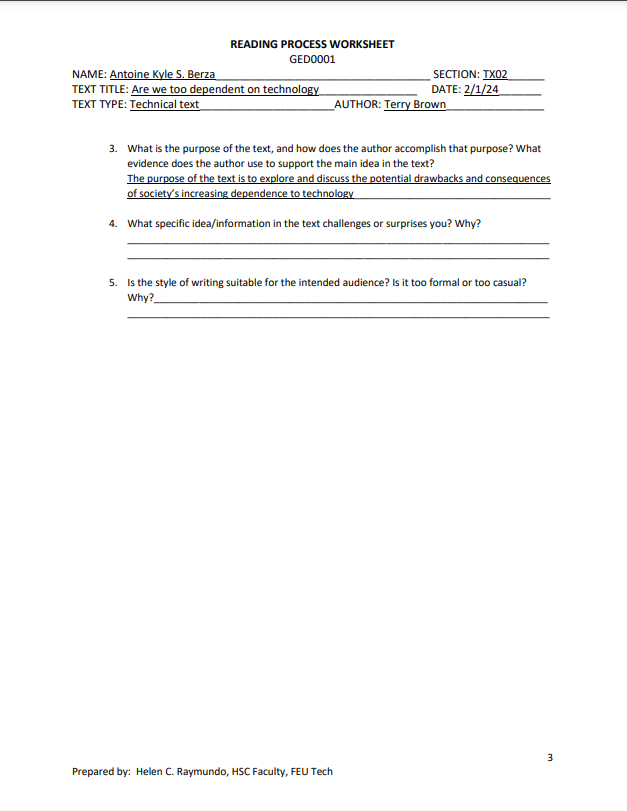 READING PROCESS WORKSHEET
GED0001
NAME: Antoine Kyle S. Berza SECTION: TX02
TEXT TITLE: Are we too dependent on technology DATE: 2/1/24
TEXT TYPE: Technical text AUTHOR: Terry Brown
3. What is the purpose of the text, and how does the author accomplish that purpose? What
evidence does the author use to support the main idea in the text?
The purpose of the text is to explore and discuss the potential drawbacks and consequences
of society's increasing dependence to technology
4. What specific idea/information in the text challenges or surprises you? Why?
5. Is the style of writing suitable for the intended audience? Is it too formal or too casual?
Why?
3
Prepared by: Helen C. Raymundo, HSC Faculty, FEU Tech